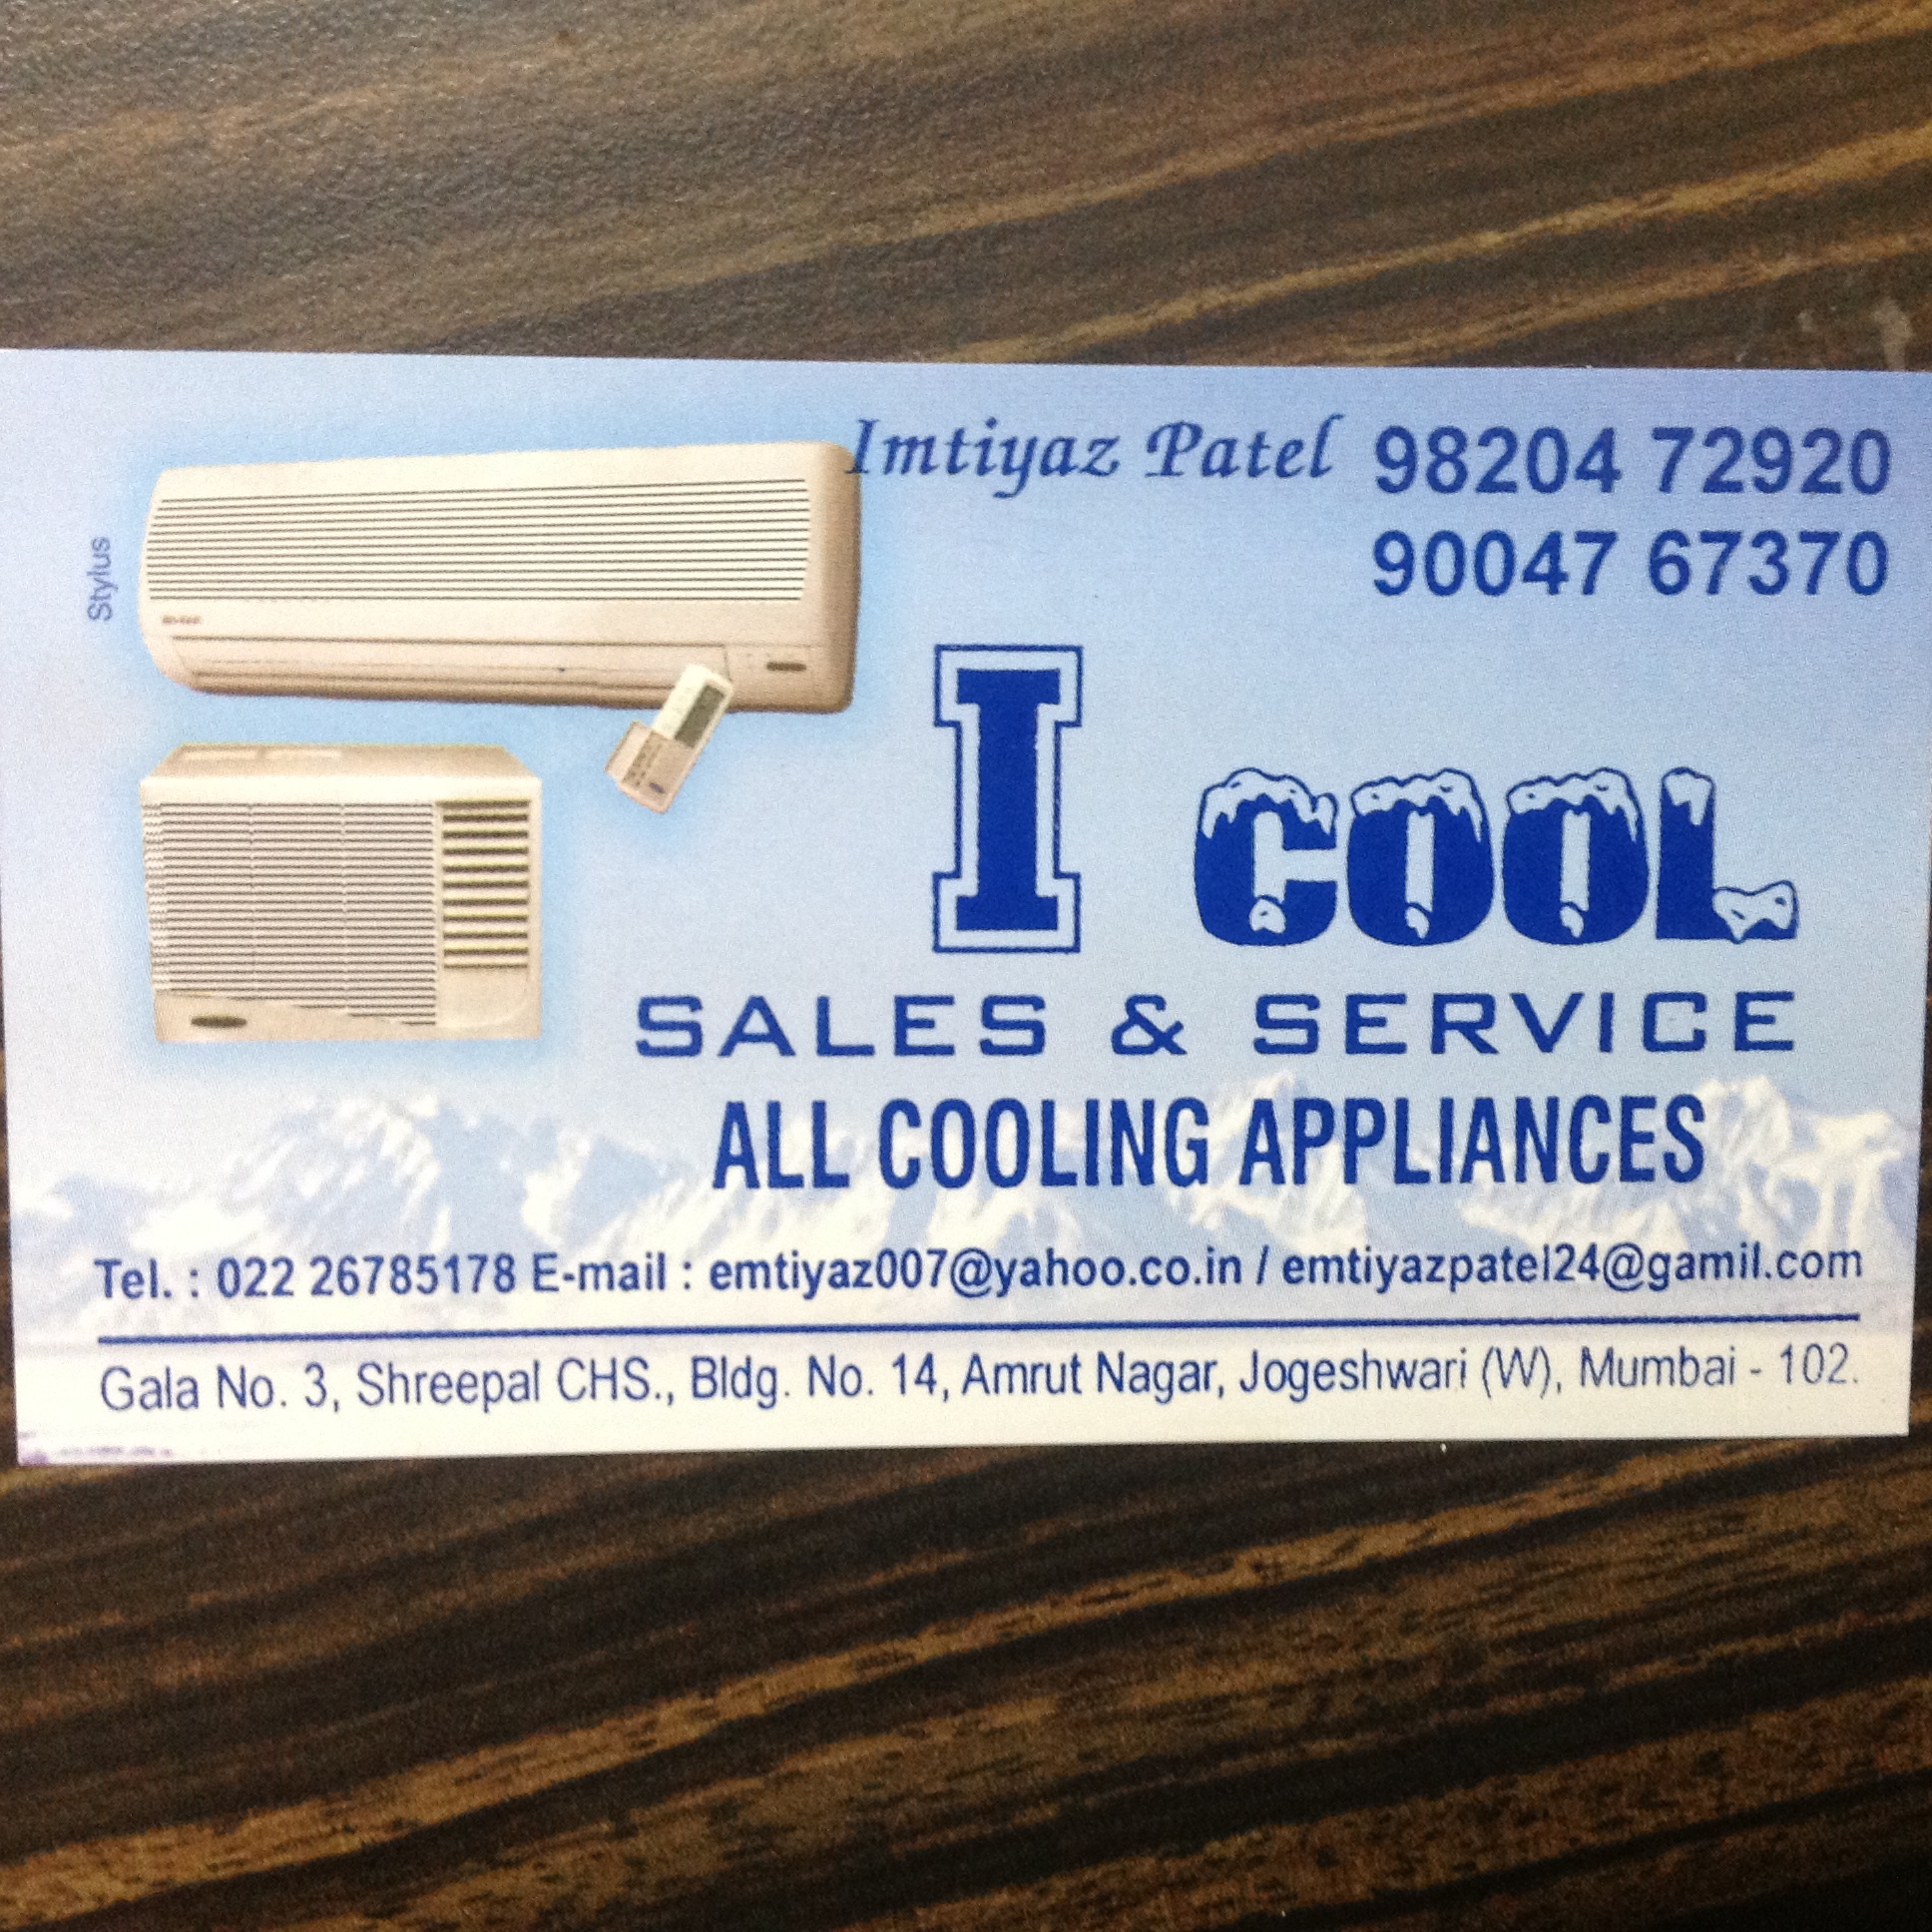 Imtiyaz Patel 98204 72920
90047 67370
Stylus
I COOL
SALES & SERVICE
ALL COOLING APPLIANCES
Tel. : 022 26785178 E-mail : emtiyaz007@yahoo.co.in / emtiyazpatel24@gamil.com
Gala No. 3, Shreepal CHS., Bldg. No. 14, Amrut Nagar, Jogeshwari (W), Mumbai - 102.